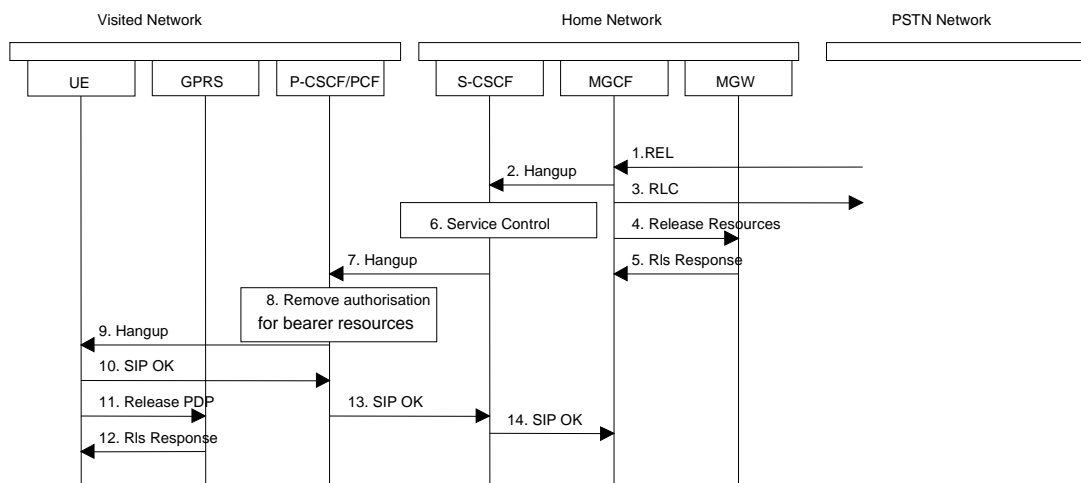 Visited Network
Home Network
PSTN Network
UE
GPRS
P-CSCF/PCF
S-CSCF
MGCF
MGW
1.REL
2. Hangup
3. RLC
6. Service Control
4. Release Resources
7. Hangup
5. Rls Response
8. Remove authorisation
for bearer resources
9. Hangup
10. SIP OK
11. Release PDP
13. SIP OK
14. SIP OK
12. Rls Response